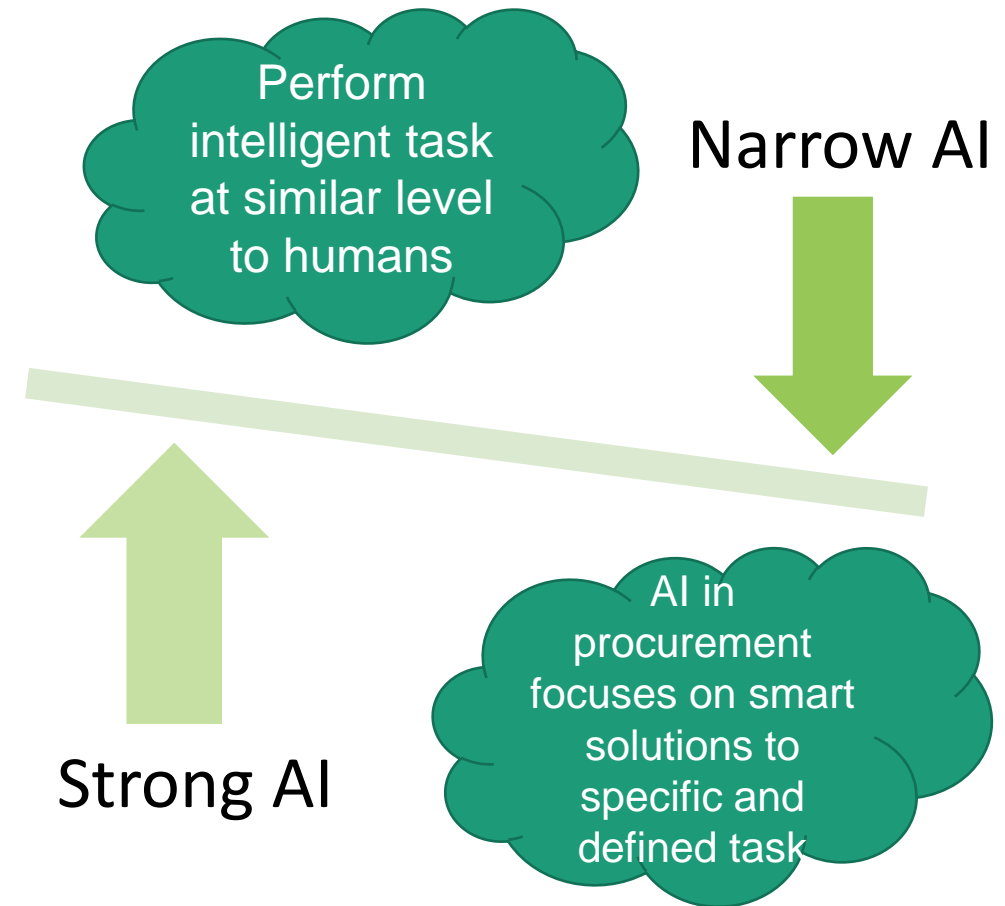 Perform
intelligent task
at similar level
to humans
Narrow AI
Strong AI
AI in
procurement
focuses on smart
solutions to
specific and
defined task